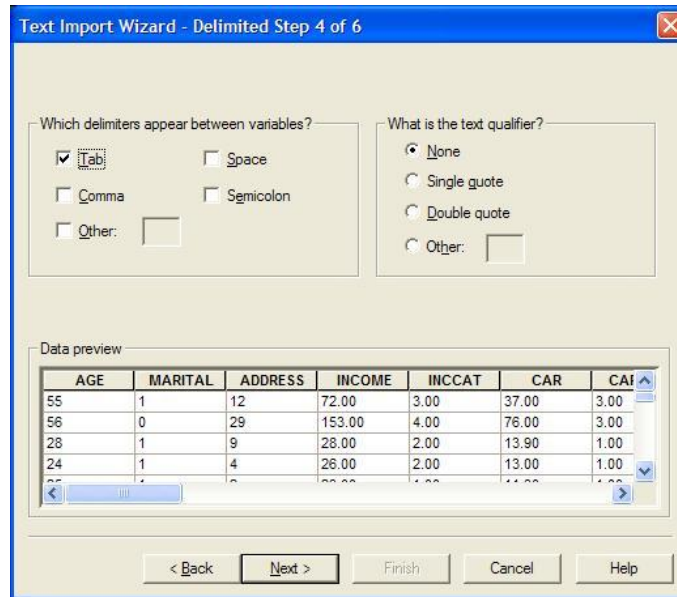 Text Import Wizard - Delimited Step 4 of 6
Which delimiters appear between variables?
Tab
Space
Comma
Semicolon
Other:
What is the text qualifier?
None
Single quote
Double quote
Other:
Data preview
AGE MARITAL ADDRESS INCOME INCCAT CAR
55 1 12 72.00 3.00 37.00 3.00
56 0 29 153.00 4.00 76.00 3.00
28 1 9 28.00 2.00 13.90 1.00
24 1 4 26.00 2.00 13.00 1.00
< Back Next > Finish Cancel Help